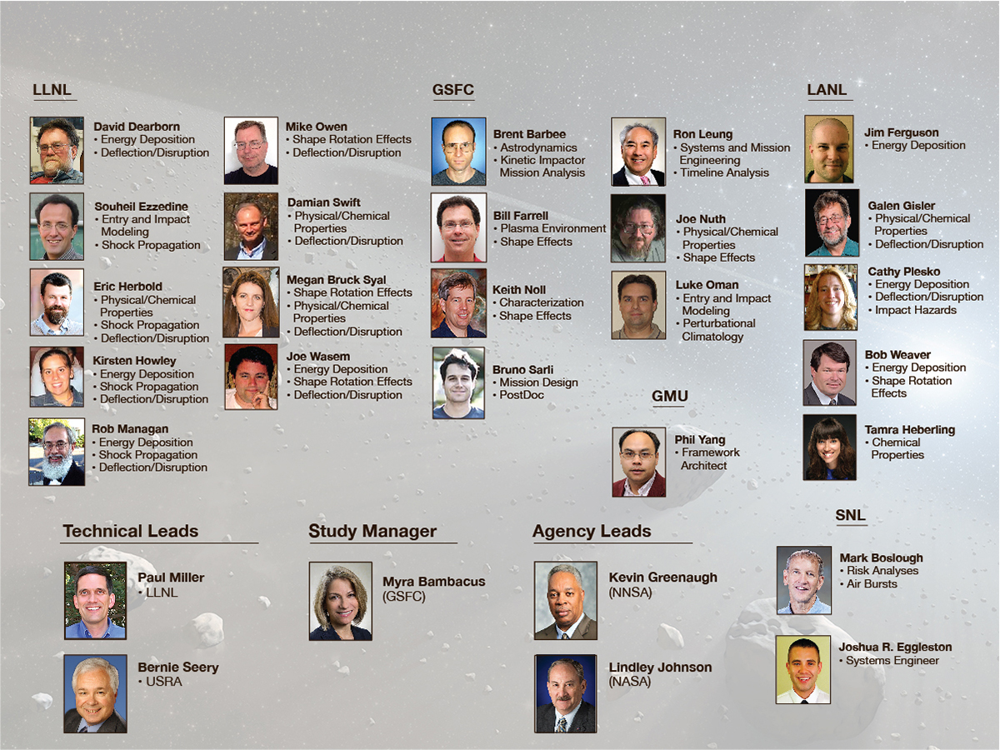 LLNL
David Dearborn
• Energy Deposition
• Deflection/Disruption
Souheil Ezzedine
• Entry and Impact
Modeling
• Shock Propagation
Eric Herbold
• Physical/Chemical
Properties
• Shock Propagation
• Deflection/Disruption
Kirsten Howley
• Energy Deposition
• Shock Propagation
• Deflection/Disruption
Rob Managan
• Energy Deposition
• Shock Propagation
• Deflection/Disruption
Mike Owen
• Shape Rotation Effects
• Deflection/Disruption
Damian Swift
• Physical/Chemical
Properties
• Deflection/Disruption
Megan Bruck Syal
• Shape Rotation Effects
• Physical/Chemical
Properties
• Deflection/Disruption
Joe Wasem
• Energy Deposition
• Shape Rotation Effects
• Deflection/Disruption
GSFC
Brent Barbee
• Astrodynamics
• Kinetic Impactor
Mission Analysis
Bill Farrell
• Plasma Environment
• Shape Effects
Keith Noll
• Characterization
• Shape Effects
Bruno Sarli
• Mission Design
• PostDoc
Ron Leung
• Systems and Mission
Engineering
• Timeline Analysis
Joe Nuth
• Physical/Chemical
Properties
• Shape Effects
Luke Oman
• Entry and Impact
Modeling
• Perturbational
Climatology
GMU
Phil Yang
• Framework
Architect
LANL
Jim Ferguson
• Energy Deposition
Galen Gisler
• Physical/Chemical
Properties
• Deflection/Disruption
Cathy Plesko
• Energy Deposition
• Deflection/Disruption
• Impact Hazards
Bob Weaver
• Energy Deposition
• Shape Rotation
Effects
Tamra Heberling
• Chemical
Properties
SNL
Mark Boslough
• Risk Analyses
• Air Bursts
Joshua R. Eggleston
• Systems Engineer
Technical Leads
Paul Miller
• LLNL
Bernie Seery
• USRA
Study Manager
Myra Bambacus
(GSFC)
Agency Leads
Kevin Greenaugh
(NNSA)
Lindley Johnson
(NASA)